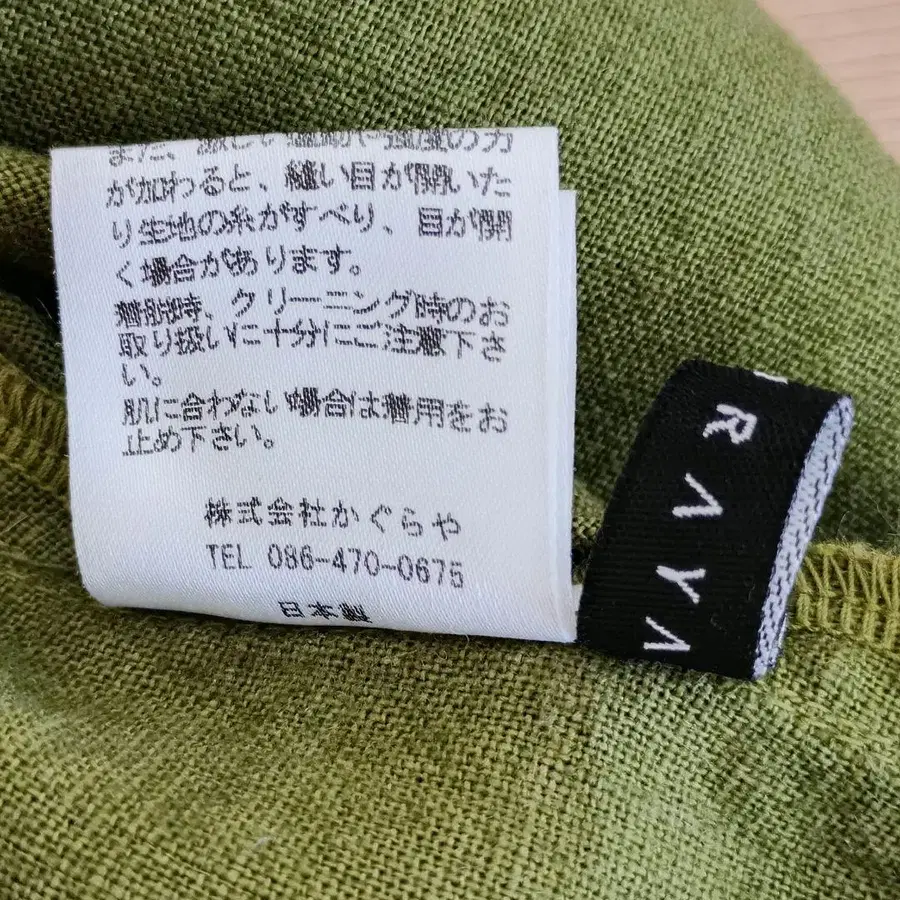 また、激しい運動や強度の力
が加わると、縫い目が開いた
り生地の糸がすべり、目が開
く場合があります。
着脱時、クリーニング時のお
取り扱いに十分にご注意下さ
い。
肌に合わない場合は着用をお
止め下さい。
株式会社かぐらや
TEL 086-470-0675
日本製
RAYA